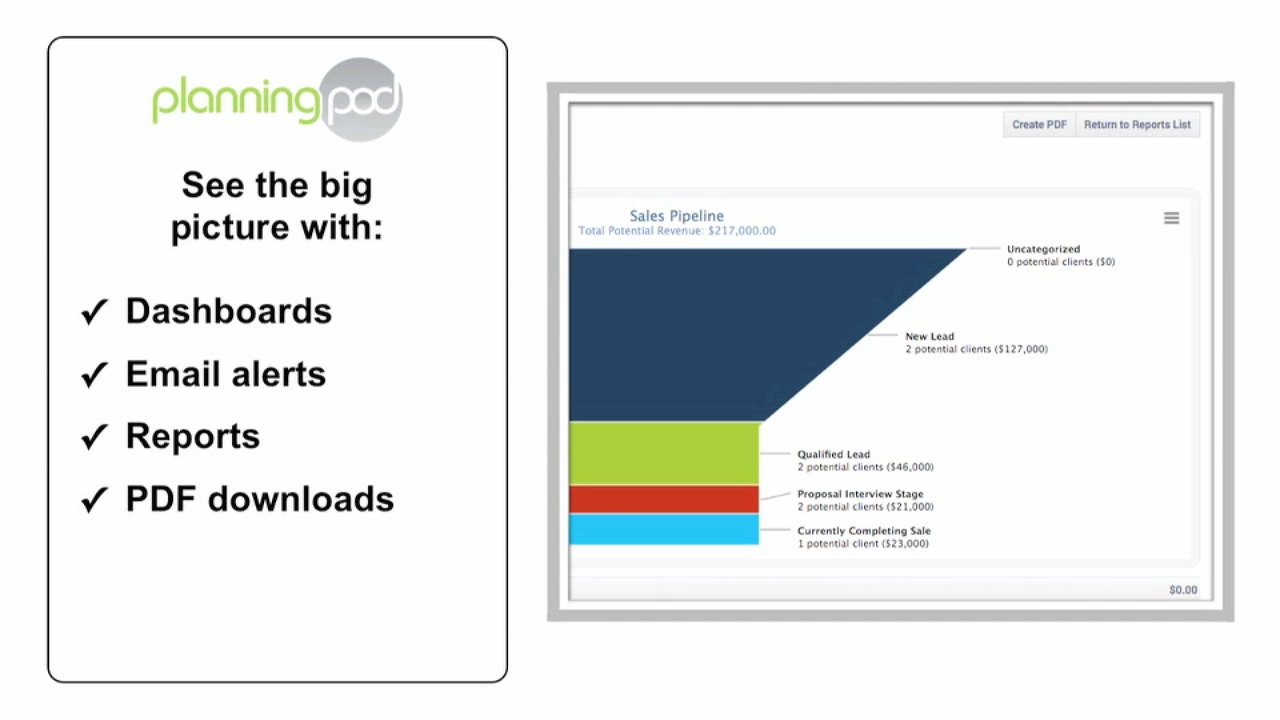 planningpod
See the big
picture with:
✓ Dashboards
✓ Email alerts
✓ Reports
✓ PDF downloads
Create PDF
Return to Reports List
Sales Pipeline
Total Potential Revenue: $217,000.00
Uncategorized
0 potential clients ($0)
New Lead
2 potential clients ($127,000)
Qualified Lead
2 potential clients ($46,000)
Proposal Interview Stage
2 potential clients ($21,000)
Currently Completing Sale
1 potential client ($23,000)
$0.00